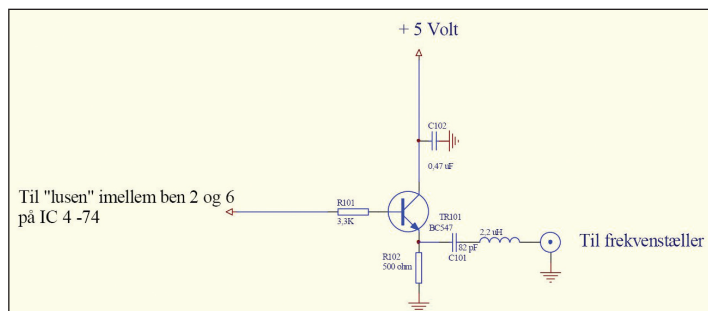 + 5 Volt
C102
0,47 uF
Til "lusen" imellem ben 2 og 6
på IC 4 -74
R101
3,3K
TR101
BC547
2.2 uH
82 pF
C101
R102
500 ohm
Til frekvenstæller